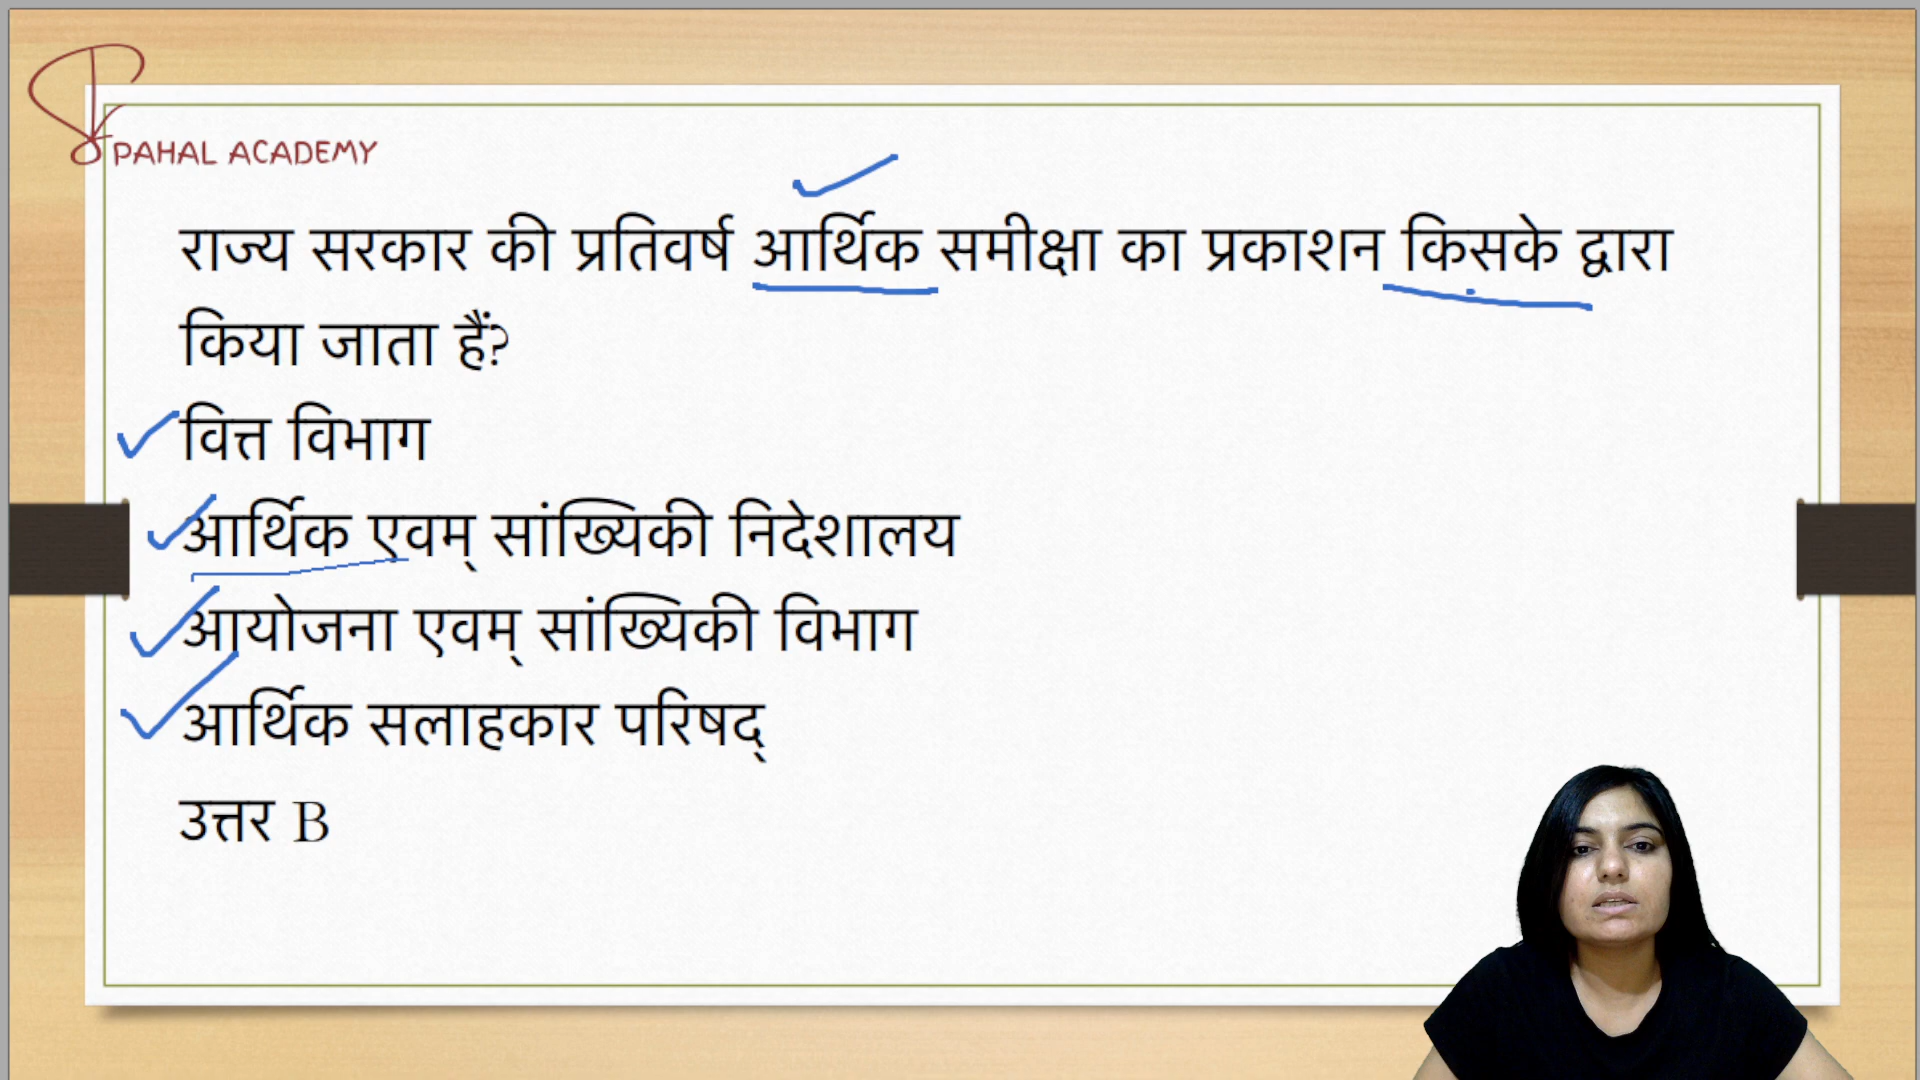 PAHAL ACADEMY
राज्य सरकार की प्रतिवर्ष आर्थिक समीक्षा का प्रकाशन किसके द्वारा
किया जाता हैं?
वित्त विभाग
आर्थिक एवम् सांख्यिकी निदेशालय
आयोजना एवम् सांख्यिकी विभाग
आर्थिक सलाहकार परिषद्
उत्तर B